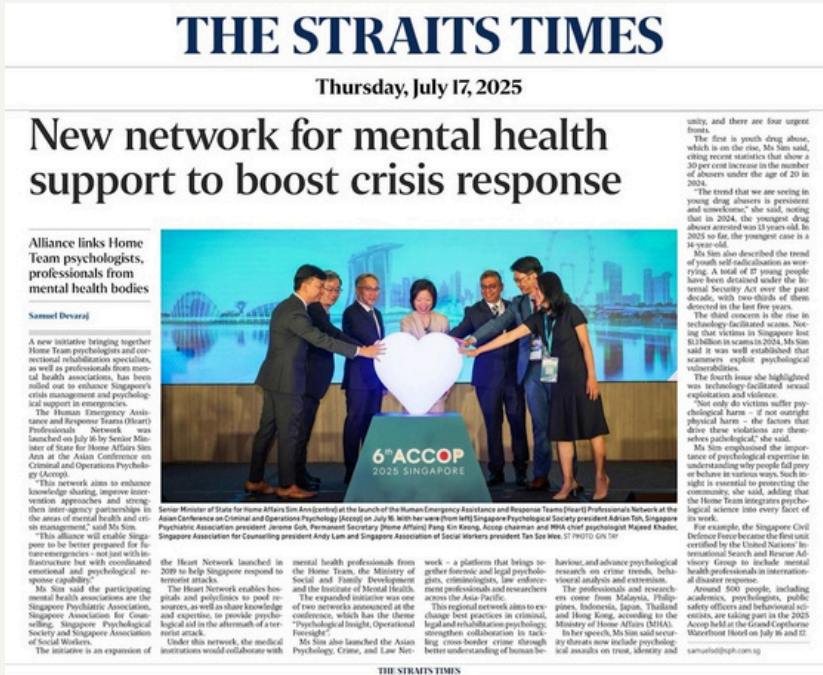 THE STRAITS TIMES
Thursday, July 17, 2025
New network for mental health
support to boost crisis response
Alliance links Home
Team psychologists,
professionals from
mental health bodies
Samuel Devaraj
A new initiative bringing together
Home Team psychologists and cor-
rectional rehabilitation specialists,
as well as professionals from men-
tal health associations, has been
rolled out to enhance Singapore's
crisis management and psycholog-
ical support in emergencies.
The Human Emergency Assis-
tance and Response Teams (Heart)
Professionals Network was
launched on July 16 by Senior Min-
ister of State for Home Affairs Sim
Ann at the Asian Conference on
Criminal and Operations Psycholo-
gy (Accop).
"This network aims to enhance
knowledge sharing, improve inter-
vention approaches and streng-
then inter-agency partnerships in
the areas of mental health and cri-
sis management," said Ms Sim.
"This alliance will enable Singa-
pore to be better prepared for fu-
ture emergencies – not just with in-
frastructure but with coordinated
emotional and psychological re-
sponse capability."
Ms Sim said the participating
mental health associations are the
Singapore Psychiatric Association,
Singapore Association for Coun-
selling, Singapore Psychological
Society and Singapore Association
of Social Workers.
The initiative is an expansion of
6th ACCOP
2025 SINGAPORE
Senior Minister of State for Home Affairs Sim Ann (centre) at the launch of the Human Emergency Assistance and Response Teams (Heart) Professionals Network at the
Asian Conference on Criminal and Operations Psychology (Accop) on July 16. With her were (from left) Singapore Psychological Society president Adrian Toh, Singapore
Psychiatric Association president Jerome Goh, Permanent Secretary (Home Affairs) Pang Kin Keong, Accop chairman and MHA chief psychologist Majeed Khader,
Singapore Association for Counselling president Andy Lam and Singapore Association of Social Workers president Tan Sze Wee. ST PHOTO: GIN TAY
the Heart Network launched in
2019 to help Singapore respond to
terrorist attacks.
The Heart Network enables hos-
pitals and polyclinics to pool re-
sources, as well as share knowledge
and expertise, to provide psycho-
logical aid in the aftermath of a ter-
rorist attack.
Under this network, the medical
institutions would collaborate with
mental health professionals from
the Home Team, the Ministry of
Social and Family Development
and the Institute of Mental Health.
The expanded initiative was one
of two networks announced at the
conference, which has the theme
"Psychological Insight, Operational
Foresight".
Ms Sim also launched the Asian
Psychology, Crime, and Law Net-
work – a platform that brings to-
gether forensic and legal psycholo-
gists, criminologists, law enforce-
ment professionals and researchers
across the Asia-Pacific.
This regional network aims to ex-
change best practices in criminal,
legal and rehabilitation psychology,
strengthen collaboration in tack-
ling cross-border crime through
better understanding of human be-
haviour, and advance psychological
research on crime trends, beha-
vioural analysis and extremism.
The professionals and research-
ers come from Malaysia, Philip-
pines, Indonesia, Japan, Thailand
and Hong Kong, according to the
Ministry of Home Affairs (MHA).
In her speech, Ms Sim said secur-
ity threats now include psycholog-
ical assaults on trust, identity and
unity, and there are four urgent
fronts.
The first is youth drug abuse,
which is on the rise, Ms Sim said,
citing recent statistics that show a
30 per cent increase in the number
of abusers under the age of 20 in
2024.
"The trend that we are seeing in
young drug abusers is persistent
and unwelcome," she said, noting
that in 2024, the youngest drug
abuser arrested was 13 years old. In
2025 so far, the youngest case is a
14-year-old.
Ms Sim also described the trend
of youth self-radicalisation as wor-
rying. A total of 17 young people
have been detained under the In-
ternal Security Act over the past
decade, with two-thirds of them
detected in the last five years.
The third concern is the rise in
technology-facilitated scams. Not-
ing that victims in Singapore lost
$1.1 billion in scams in 2024, Ms Sim
said it was well established that
scammers exploit psychological
vulnerabilities.
The fourth issue she highlighted
was technology-facilitated sexual
exploitation and violence.
"Not only do victims suffer psy-
chological harm – if not outright
physical harm – the factors that
drive these violations are them-
selves pathological," she said.
Ms Sim emphasised the impor-
tance of psychological expertise in
understanding why people fall prey
or behave in various ways. Such in-
sight is essential to protecting the
community, she said, adding that
the Home Team integrates psycho-
logical science into every facet of
its work.
For example, the Singapore Civil
Defence Force became the first unit
certified by the United Nations' In-
ternational Search and Rescue Ad-
visory Group to include mental
health professionals in internation-
al disaster response.
Around 500 people, including
academics, psychologists, public
safety officers and behavioural sci-
entists, are taking part in the 2025
Accop held at the Grand Copthorne
Waterfront Hotel on July 16 and 17.
samuelsd@sph.com.sg
THE STRAITS TIMES